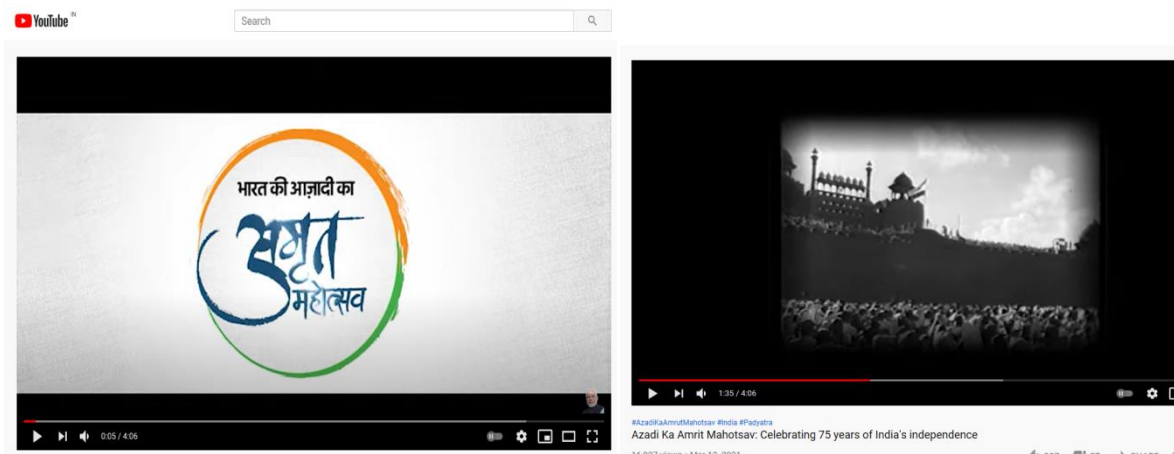 YouTube IN
Search
भारत की आज़ादी का
अमृत
महोत्सव
0:05 / 4:06
1:35 / 4:06
#AzadiKaAmrutMahotsav #India #Padyatra
Azadi Ka Amrit Mahotsav: Celebrating 75 years of India's independence